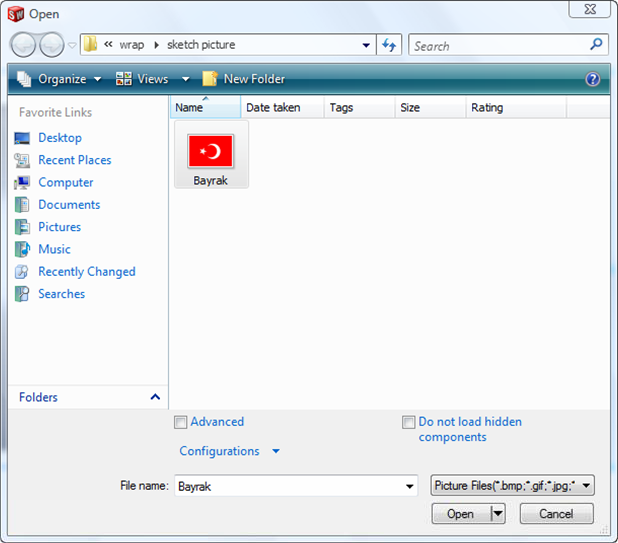 SW Open
« wrap sketch picture
Search
Organize Views New Folder
Favorite Links
Desktop
Recent Places
Computer
Documents
Pictures
Music
Recently Changed
Searches
Folders
Name Date taken Tags Size Rating
Bayrak
Advanced
Do not load hidden
components
Configurations
File name: Bayrak
Picture Files(*.bmp;*.gif;*.jpg;*
Open Cancel